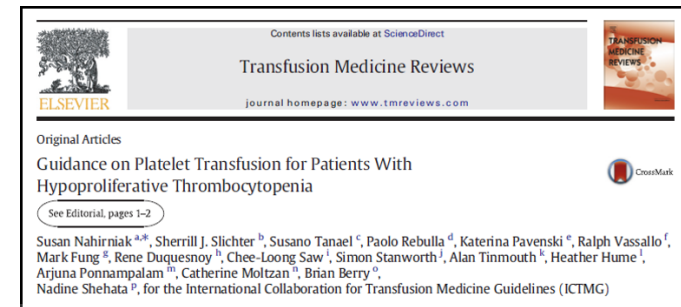 Contents lists available at ScienceDirect
Transfusion Medicine Reviews
journal homepage: www.tmreviews.com
ELSEVIER
TRANSFUSION
MEDICINE
REVIEWS
Original Articles
Guidance on Platelet Transfusion for Patients With
Hypoproliferative Thrombocytopenia
CrossMark
See Editorial, pages 1–2
Susan Nahirniak a,*, Sherrill J. Slichter b, Susano Tanael c, Paolo Rebulla d, Katerina Pavenski e, Ralph Vassallo f,
Mark Fung g, Rene Duquesnoy h, Chee-Loong Saw i, Simon Stanworth j, Alan Tinmouth k, Heather Hume l,
Arjuna Ponnampalam m, Catherine Moltzan n, Brian Berry o,
Nadine Shehata p, for the International Collaboration for Transfusion Medicine Guidelines (ICTMG)